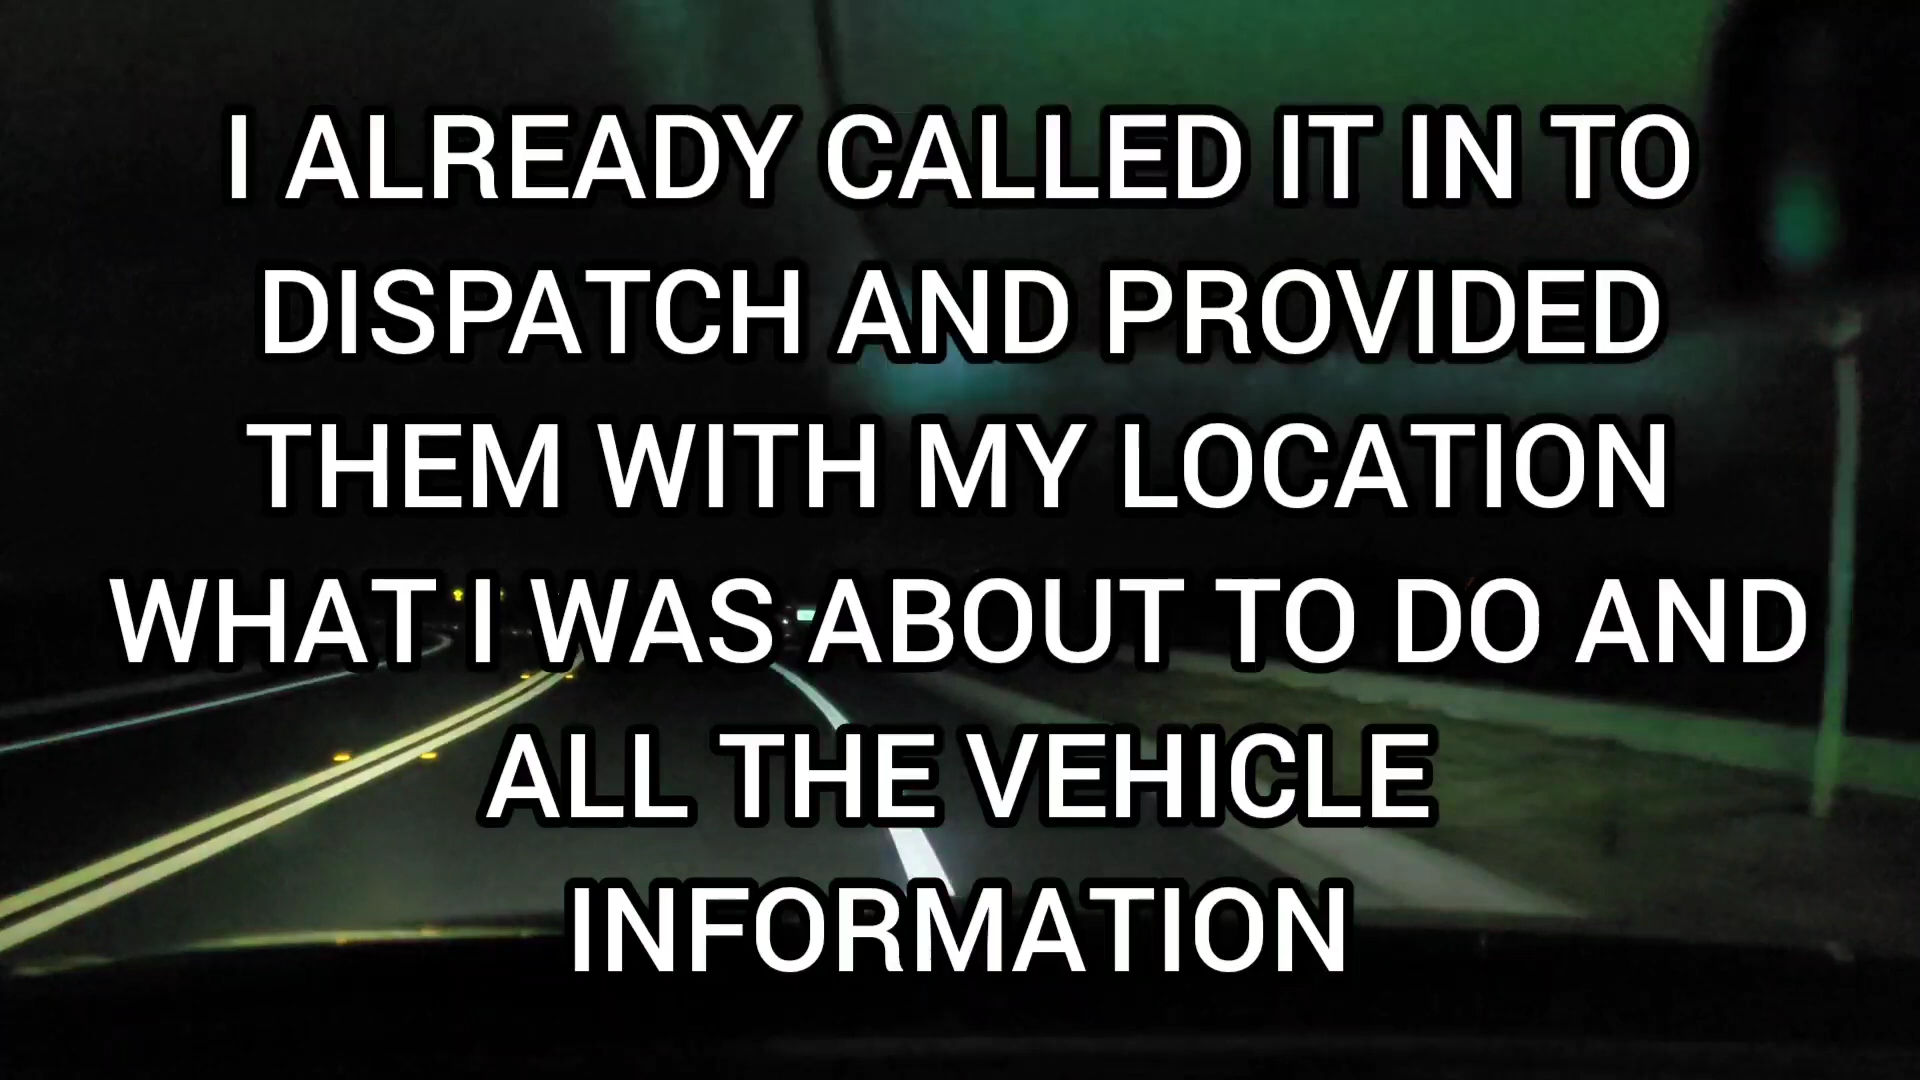 I ALREADY CALLED IT IN TO
DISPATCH AND PROVIDED
THEM WITH MY LOCATION
WHAT I WAS ABOUT TO DO AND
ALL THE VEHICLE
INFORMATION